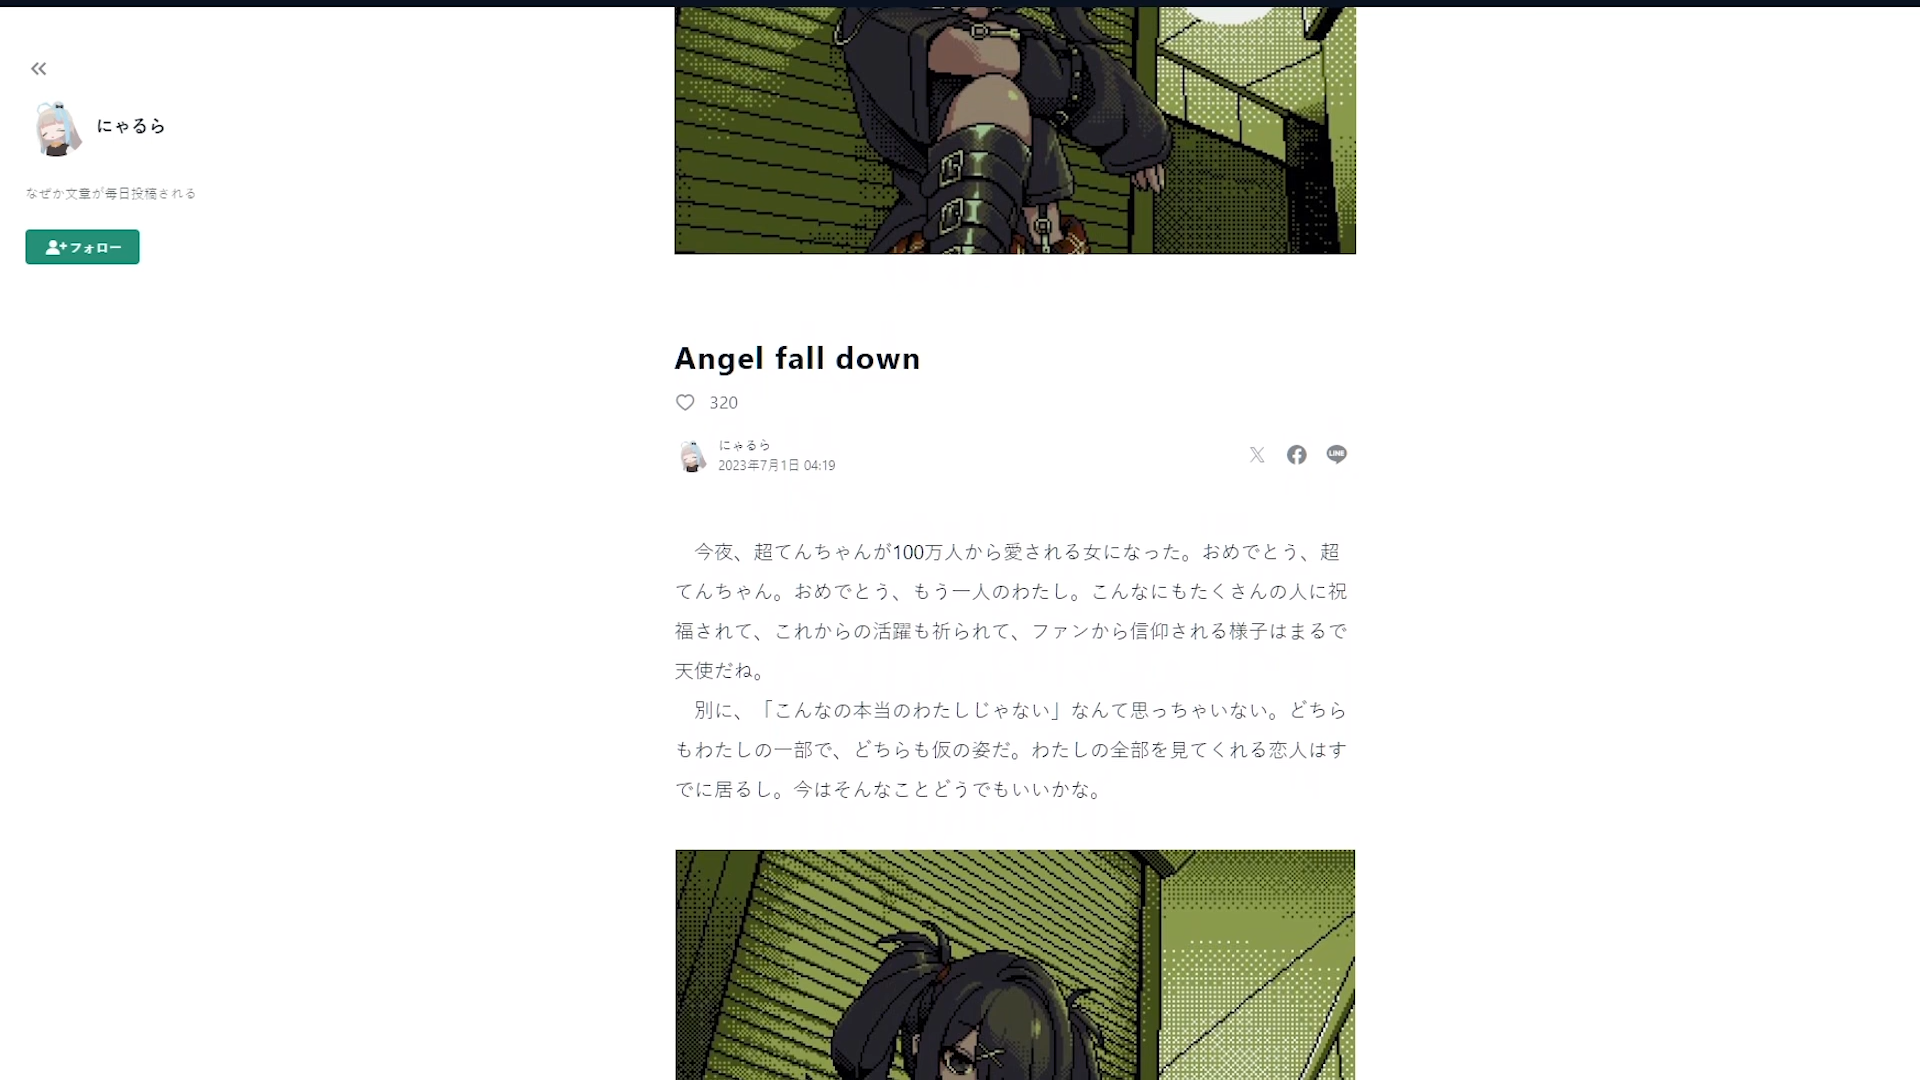 にゃるら
なぜか文章が毎日投稿される
フォロー
Angel fall down
320
にゃるら
2023年7月1日 04:19
LINE
今夜、超てんちゃんが100万人から愛される女になった。おめでとう、超
てんちゃん。おめでとう、もう一人のわたし。こんなにもたくさんの人に祝
福されて、これからの活躍も祈られて、ファンから信仰される様子はまるで
天使だね。
別に、「こんなの本当のわたしじゃない」なんて思っちゃいない。どちら
もわたしの一部で、どちらも仮の姿だ。わたしの全部を見てくれる恋人はす
でに居るし。今はそんなことどうでもいいかな。